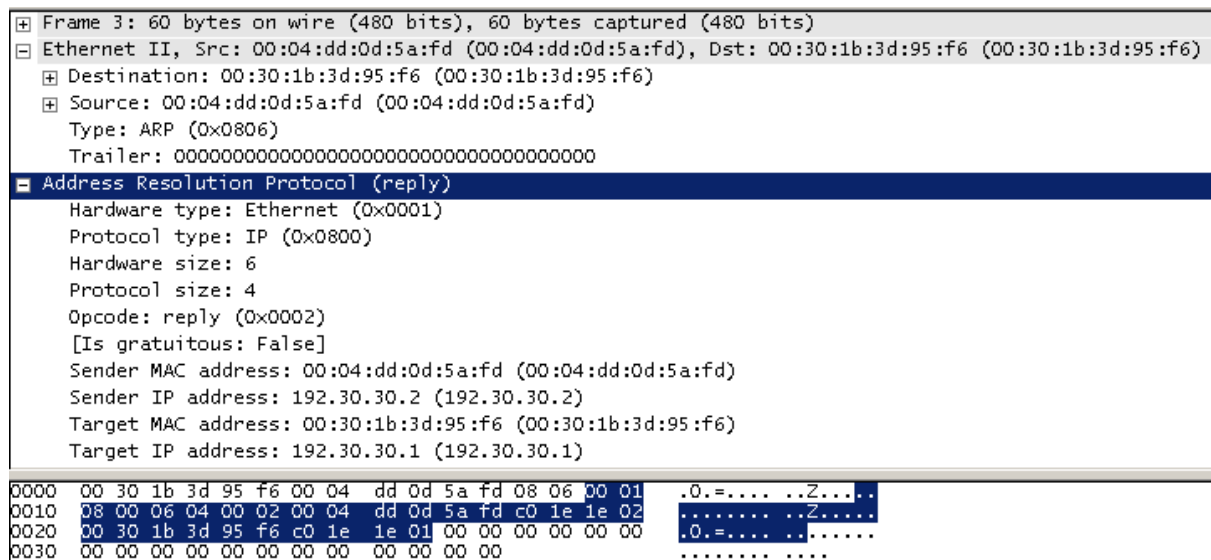 Frame 3: 60 bytes on wire (480 bits), 60 bytes captured (480 bits)
Ethernet II, Src: 00:04:dd:0d:5a:fd (00:04:dd:0d:5a:fd), Dst: 00:30:1b:3d:95:f6 (00:30:1b:3d:95:f6)
Destination: 00:30:1b:3d:95:f6 (00:30:1b:3d:95:f6)
Source: 00:04:dd:0d:5a:fd (00:04:dd:0d:5a:fd)
Type: ARP (0x0806)
Trailer: 000000000000000000000000000000000000
Address Resolution Protocol (reply)
Hardware type: Ethernet (0x0001)
Protocol type: IP (0x0800)
Hardware size: 6
Protocol size: 4
Opcode: reply (0x0002)
[Is gratuitous: False]
Sender MAC address: 00:04:dd:0d:5a:fd (00:04:dd:0d:5a:fd)
Sender IP address: 192.30.30.2 (192.30.30.2)
Target MAC address: 00:30:1b:3d:95:f6 (00:30:1b:3d:95:f6)
Target IP address: 192.30.30.1 (192.30.30.1)
0000 00 30 1b 3d 95 f6 00 04 dd 0d 5a fd 08 06 00 01 .0.=.... ..Z.....
0010 08 00 06 04 00 02 00 04 dd 0d 5a fd c0 1e 1e 02 ........ ..Z.....
0020 00 30 1b 3d 95 f6 c0 1e 1e 01 00 00 00 00 00 00 .0.=.... ........
0030 00 00 00 00 00 00 00 00 00 00 00 00 ........ ....